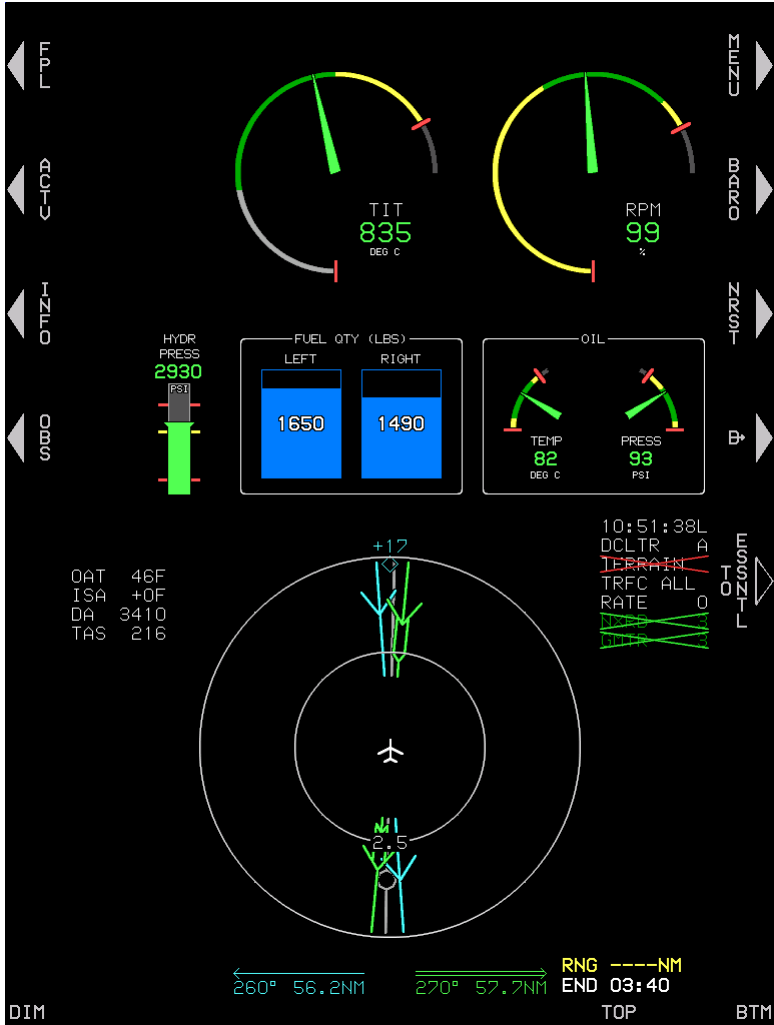 FPL
MENU
ACTV
BARO
TIT
835
DEG C
RPM
99
%
INFO
NRST
HYDR
PRESS
2930
PSI
FUEL QTY (LBS)
LEFT RIGHT
1650 1490
OIL
TEMP PRESS
82 93
DEG C PSI
OBS
10:51:38L
DCLTR A
TERRAIN
TRFC ALL
RATE 0
ESSNTL
TO
+17
OAT 46F
ISA +0F
DA 3410
TAS 216
N
2.5
260° 56.2NM
270° 57.7NM
RNG ----NM
END 03:40
DIM
TOP
BTM